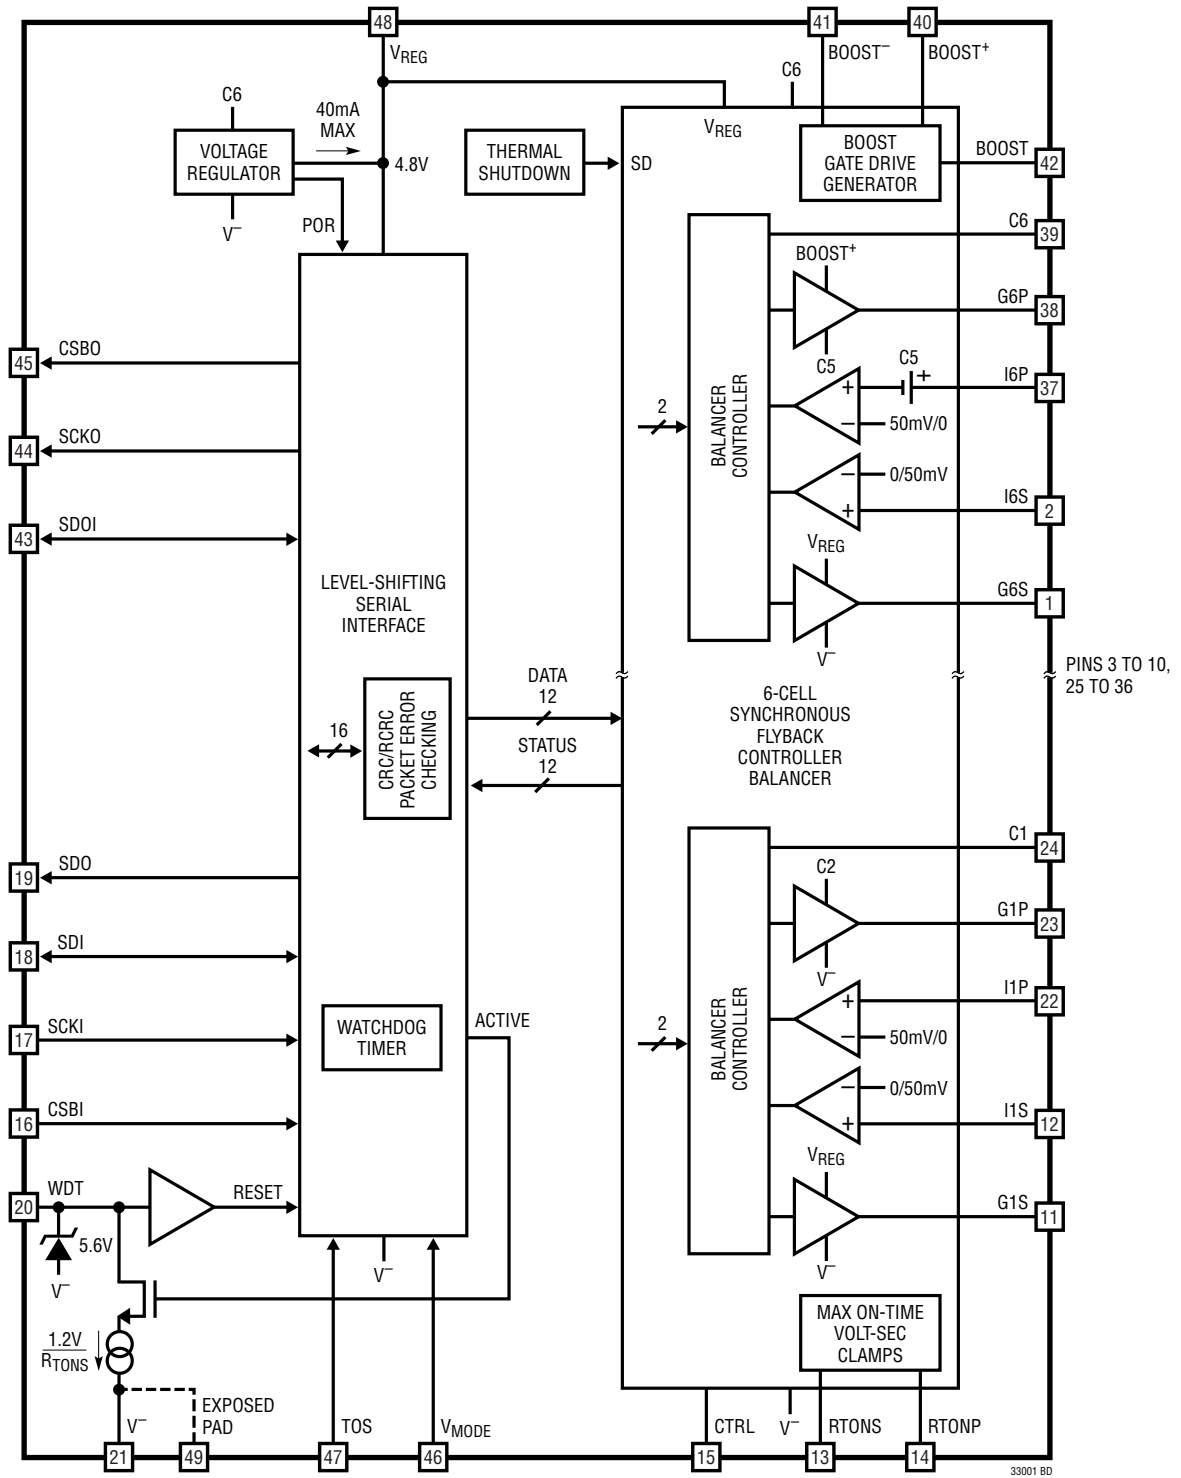 48
41
40
VREG
BOOST–
BOOST+
C6
C6
40mA
MAX
VREG
VOLTAGE
REGULATOR
4.8V
THERMAL
SHUTDOWN
SD
BOOST
GATE DRIVE
GENERATOR
BOOST
42
V–
POR
C6
39
BOOST+
G6P
38
C5
CSBO
45
C5
+
I6P
37
+
–
50mV/0
2
BALANCER
CONTROLLER
SCKO
44
–
0/50mV
+
I6S
2
SDOI
43
VREG
G6S
1
V–
LEVEL-SHIFTING
SERIAL
INTERFACE
PINS 3 TO 10,
25 TO 36
DATA
12
STATUS
12
16
CRC/RCRC
PACKET ERROR
CHECKING
6-CELL
SYNCHRONOUS
FLYBACK
CONTROLLER
BALANCER
C1
24
SDO
19
C2
G1P
23
V–
SDI
18
I1P
22
+
–
50mV/0
2
BALANCER
CONTROLLER
SCKI
17
WATCHDOG
TIMER
ACTIVE
–
0/50mV
+
I1S
12
CSBI
16
VREG
G1S
11
V–
WDT
20
RESET
5.6V
V–
V–
1.2V
RTONS
MAX ON-TIME
VOLT-SEC
CLAMPS
EXPOSED
PAD
V–
21
49
TOS
47
VMODE
46
CTRL
15
V–
RTONS
13
RTONP
14
33001 BD